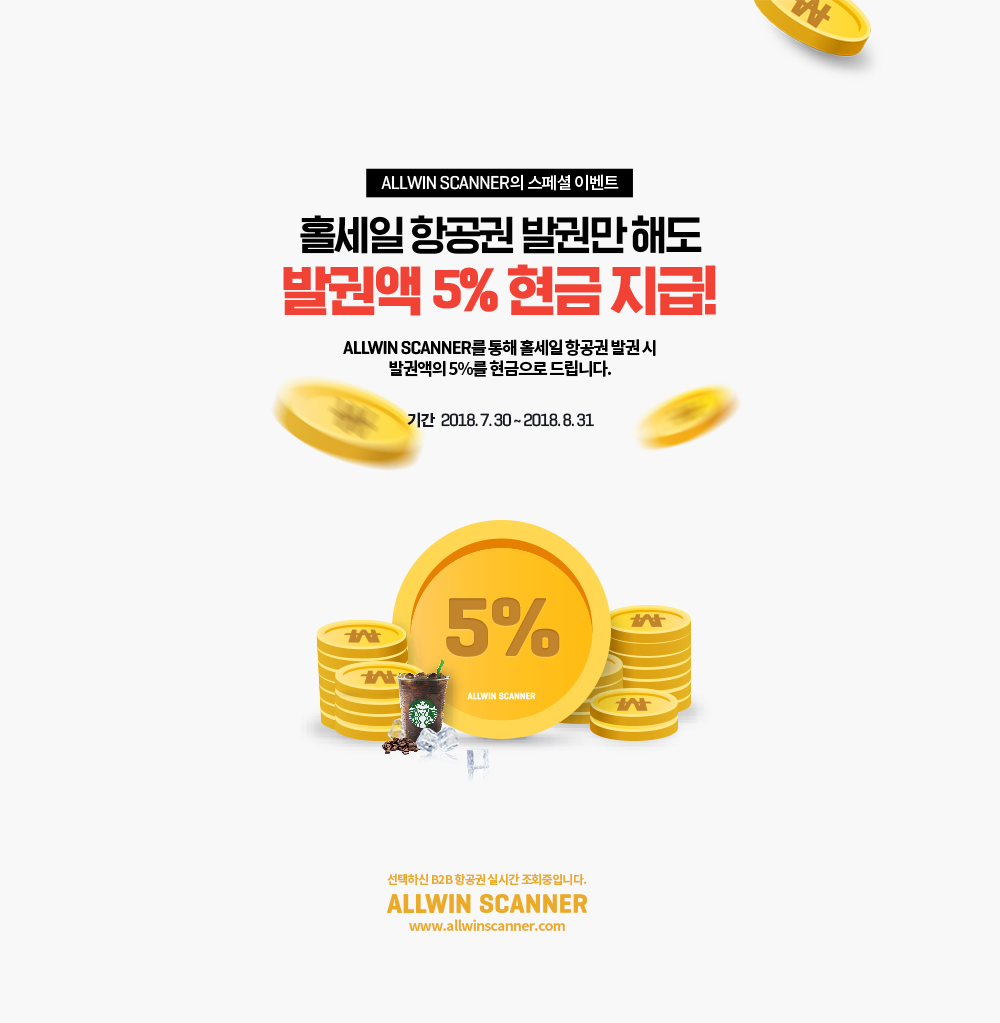 ALLWIN SCANNER의 스페셜 이벤트
홀세일 항공권 발권만 해도
발권액 5% 현금 지급!
ALLWIN SCANNER를 통해 홀세일 항공권 발권 시
발권액의 5%를 현금으로 드립니다.
기간 2018. 7. 30 ~ 2018. 8. 31
5%
ALLWIN SCANNER
선택하신 B2B 항공권 실시간 조회중입니다.
ALLWIN SCANNER
www.allwinscanner.com